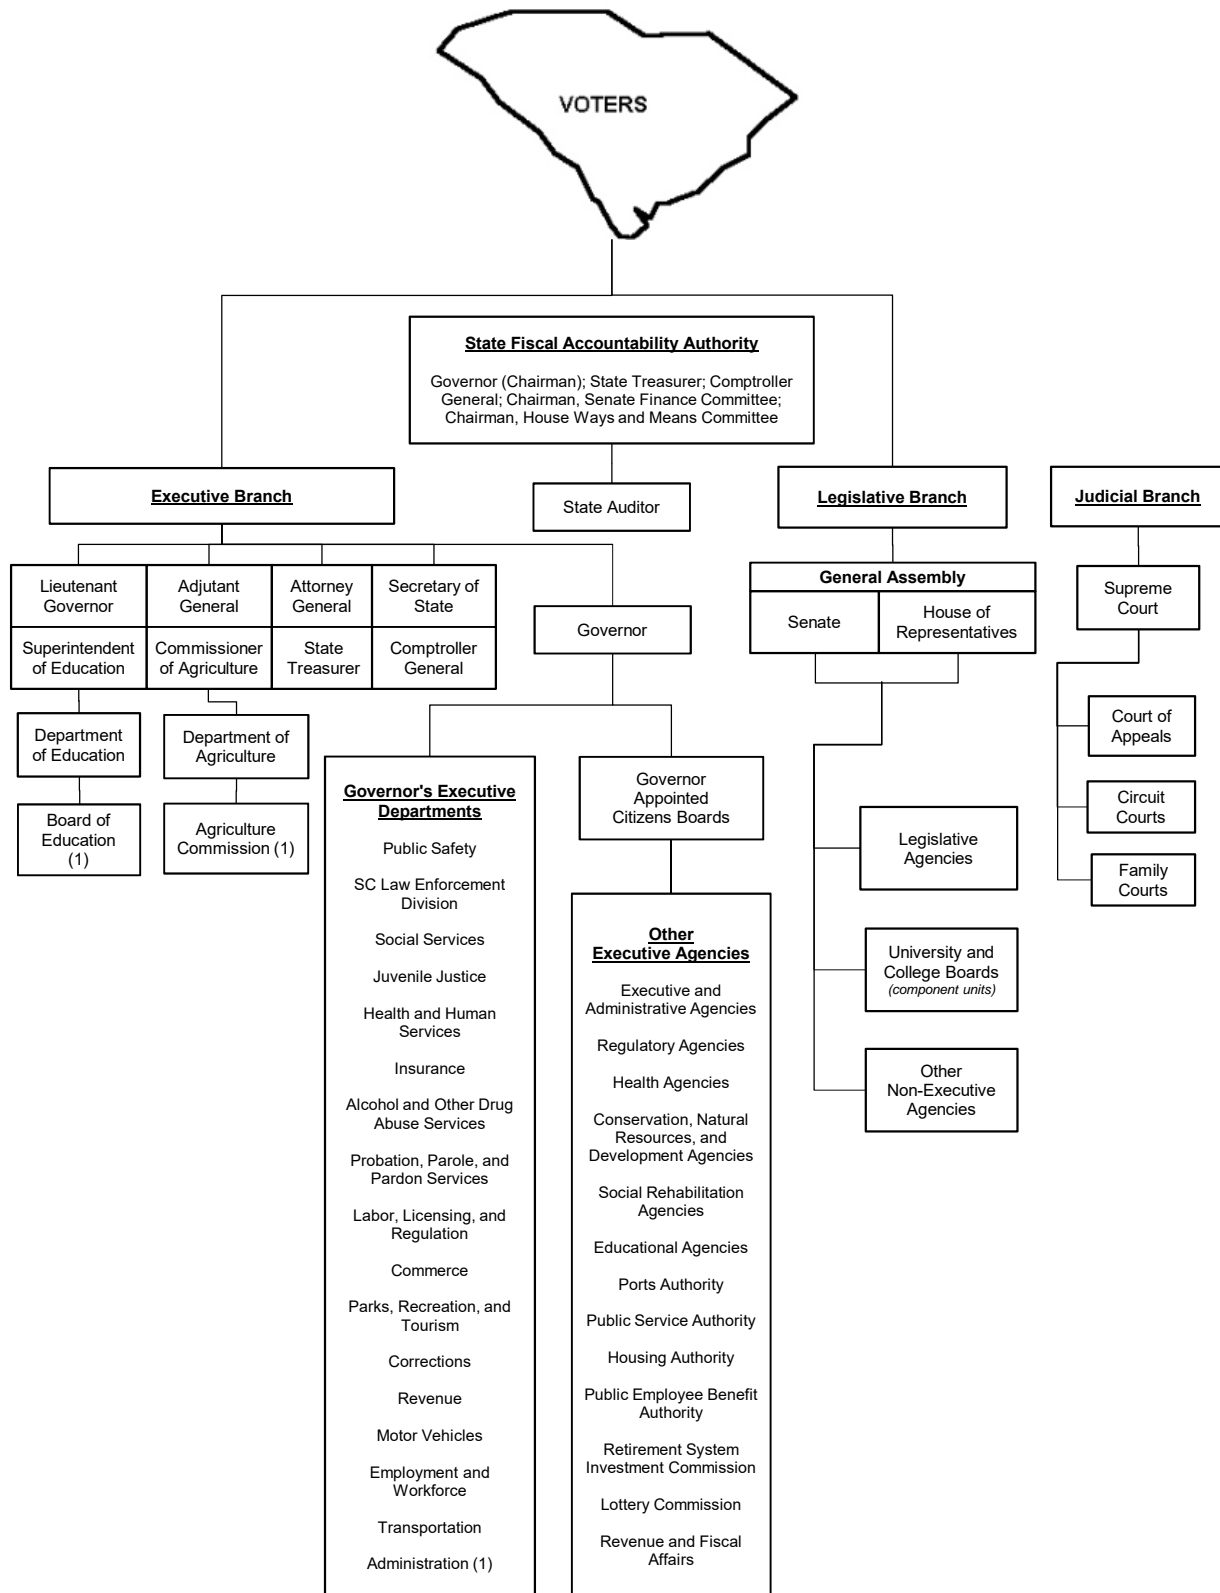 VOTERS
State Fiscal Accountability Authority
Governor (Chairman); State Treasurer; Comptroller
General; Chairman, Senate Finance Committee;
Chairman, House Ways and Means Committee
Executive Branch
State Auditor
Legislative Branch
Judicial Branch
Lieutenant
Governor
Adjutant
General
Attorney
General
Secretary of
State
Superintendent
of Education
Commissioner
of Agriculture
State
Treasurer
Comptroller
General
Governor
General Assembly
Senate
House of
Representatives
Supreme
Court
Department
of Education
Department of
Agriculture
Board of
Education
(1)
Agriculture
Commission (1)
Governor's Executive
Departments
Public Safety
SC Law Enforcement
Division
Social Services
Juvenile Justice
Health and Human
Services
Insurance
Alcohol and Other Drug
Abuse Services
Probation, Parole, and
Pardon Services
Labor, Licensing, and
Regulation
Commerce
Parks, Recreation, and
Tourism
Corrections
Revenue
Motor Vehicles
Employment and
Workforce
Transportation
Administration (1)
Governor
Appointed
Citizens Boards
Other
Executive Agencies
Executive and
Administrative Agencies
Regulatory Agencies
Health Agencies
Conservation, Natural
Resources, and
Development Agencies
Social Rehabilitation
Agencies
Educational Agencies
Ports Authority
Public Service Authority
Housing Authority
Public Employee Benefit
Authority
Retirement System
Investment Commission
Lottery Commission
Revenue and Fiscal
Affairs
Legislative
Agencies
University and
College Boards
(component units)
Other
Non-Executive
Agencies
Court of
Appeals
Circuit
Courts
Family
Courts